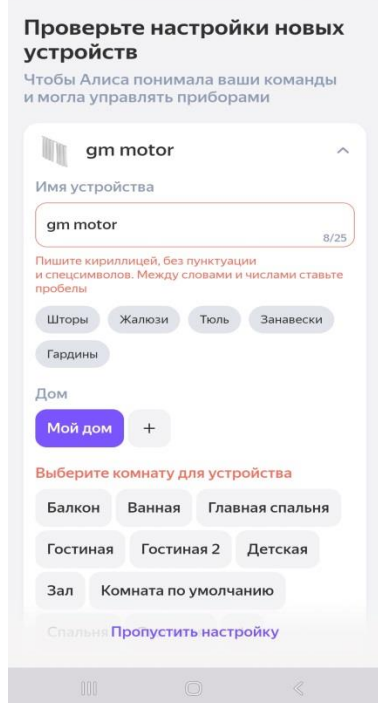 Проверьте настройки новых
устройств
Чтобы Алиса понимала ваши команды
и могла управлять приборами
gm motor
Имя устройства
gm motor
8/25
Пишите кириллицей, без пунктуации
и спецсимволов. Между словами и числами ставьте
пробелы
Шторы Жалюзи Тюль Занавески
Гардины
Дом
Мой дом +
Выберите комнату для устройства
Балкон Ванная Главная спальня
Гостиная Гостиная 2 Детская
Зал Комната по умолчанию
Спальня
Пропустить настройку